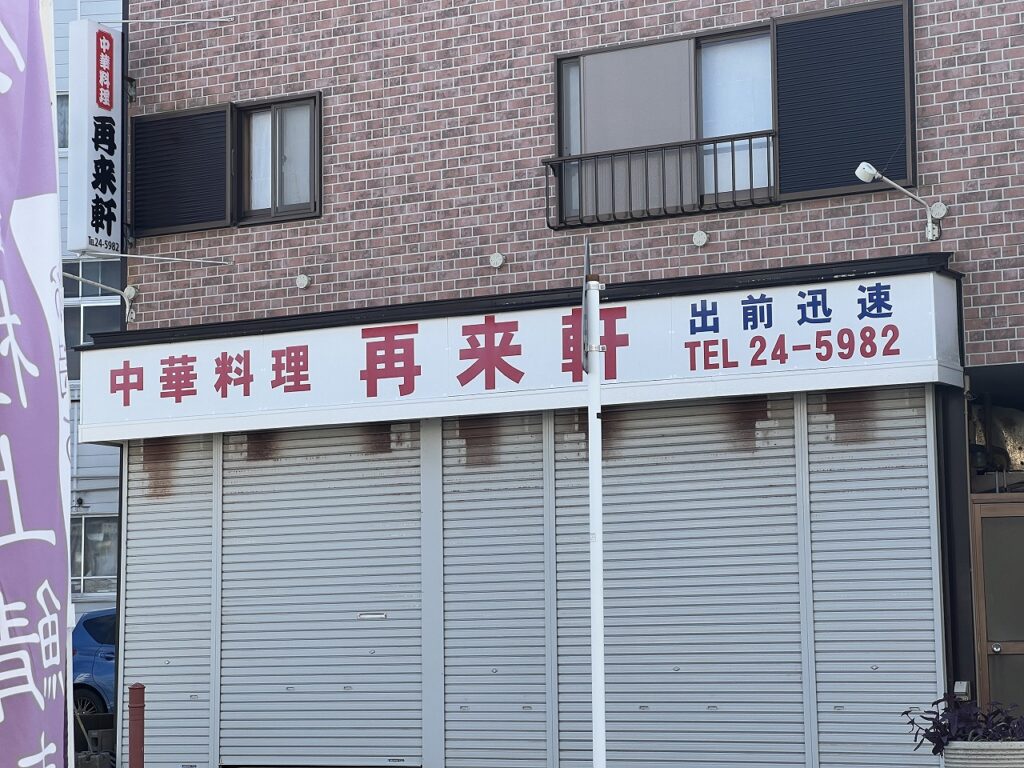 中華料理
再来軒
TEL24-5982
中華料理 再来軒 出前迅速
TEL 24-5982